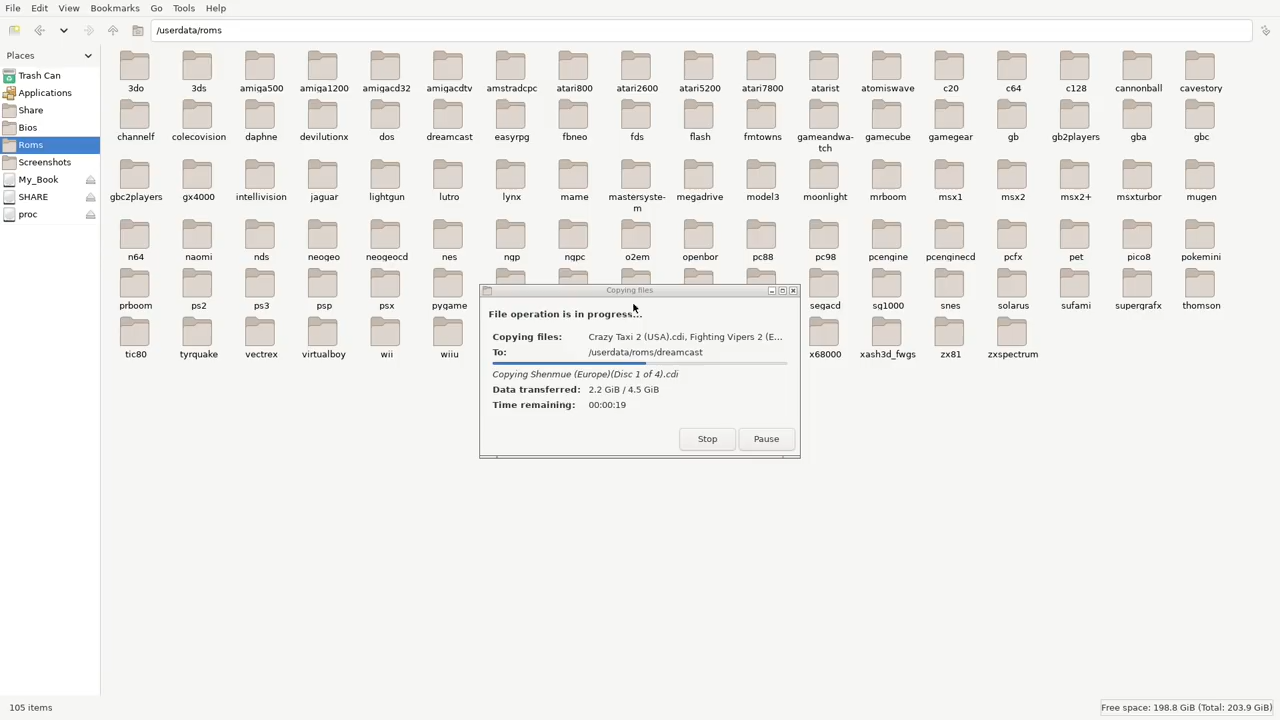 File Edit View Bookmarks Go Tools Help
/userdata/roms
Places
Trash Can
Applications
Share
Bios
Roms
Screenshots
My_Book
SHARE
proc
3do 3ds amiga500 amiga1200 amigacd32 amigacdtv amstradcpc atari800 atari2600 atari5200 atari7800 atarist atomiswave c20 c64 c128 cannonball cavestory
channelf colecovision daphne devilutionx dos dreamcast easyrpg fbneo fds flash fmtowns gameandwa-
tch gamecube gamegear gb gb2players gba gbc
gbc2players gx4000 intellivision jaguar lightgun lutro lynx mame mastersyste-
m megadrive model3 moonlight mrboom msx1 msx2 msx2+ msxturbor mugen
n64 naomi nds neogeo neogeocd nes ngp ngpc o2em openbor pc88 pc98 pcengine pcenginecd pcfx pet pico8 pokemini
prboom ps2 ps3 psp psx pygame segacd sg1000 snes solarus sufami supergrafx thomson
tic80 tyrquake vectrex virtualboy wii wiiu x68000 xash3d_fwgs zx81 zxspectrum
Copying files
File operation is in progress...
Copying files: Crazy Taxi 2 (USA).cdi, Fighting Vipers 2 (E...
To: /userdata/roms/dreamcast
Copying Shenmue (Europe)(Disc 1 of 4).cdi
Data transferred: 2.2 GiB / 4.5 GiB
Time remaining: 00:00:19
Stop Pause
105 items
Free space: 198.8 GiB (Total: 203.9 GiB)